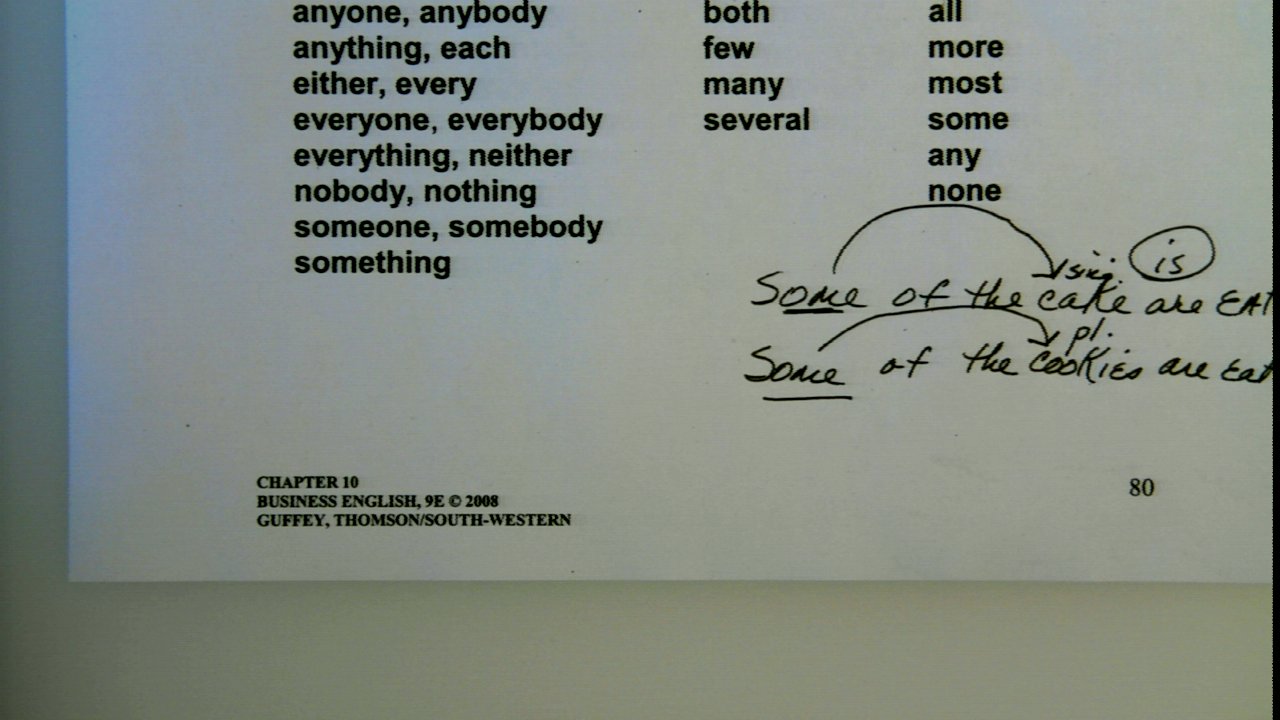 anyone, anybody both all
anything, each few more
either, every many most
everyone, everybody several some
everything, neither any
nobody, nothing none
someone, somebody
something
sing. is
Some of the cake are EAT
pl.
Some of the cookies are Eat
CHAPTER 10
BUSINESS ENGLISH, 9E © 2008 80
GUFFEY, THOMSON/SOUTH-WESTERN